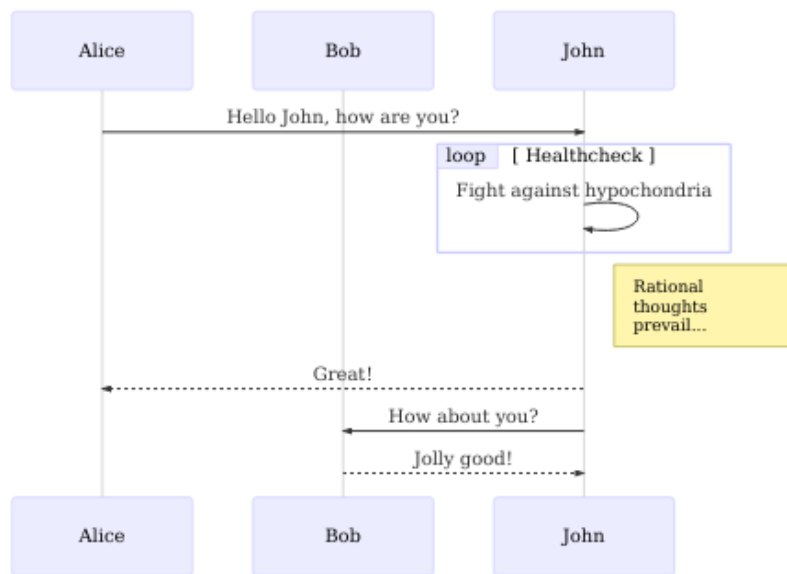 Alice
Bob
John
Hello John, how are you?
loop [ Healthcheck ]
Fight against hypochondria
Rational
thoughts
prevail...
Great!
How about you?
Jolly good!
Alice
Bob
John